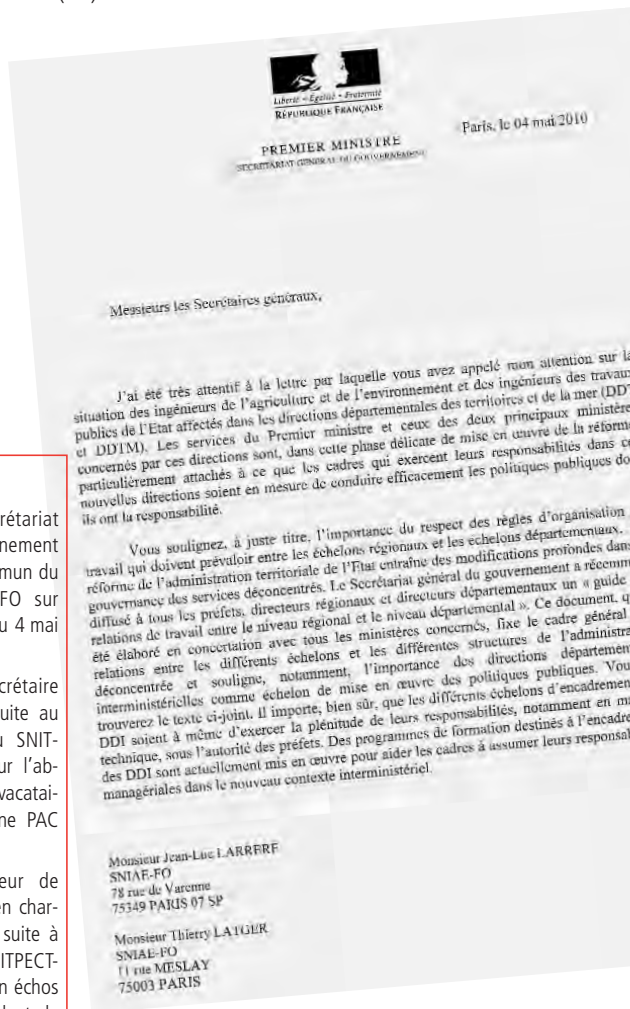 Liberté • Égalité • Fraternité
RÉPUBLIQUE FRANÇAISE
PREMIER MINISTRE
SECRÉTARIAT GÉNÉRAL DU GOUVERNEMENT
Paris, le 04 mai 2010
Messieurs les Secrétaires généraux,
J'ai été très attentif à la lettre par laquelle vous avez appelé mon attention sur la
situation des ingénieurs de l'agriculture et de l'environnement et des ingénieurs des travaux
publics de l'Etat affectés dans les directions départementales des territoires et de la mer (DDT
et DDTM). Les services du Premier ministre et ceux des deux principaux ministère
concernés par ces directions sont, dans cette phase délicate de mise en œuvre de la réforme
particulièrement attachés à ce que les cadres qui exercent leurs responsabilités dans ce
nouvelles directions soient en mesure de conduire efficacement les politiques publiques do
ils ont la responsabilité.
Vous soulignez, à juste titre, l'importance du respect des règles d'organisation
travail qui doivent prévaloir entre les échelons régionaux et les échelons départementaux.
réforme de l'administration territoriale de l'Etat entraîne des modifications profondes dans
gouvernance des services déconcentrés. Le Secrétariat général du gouvernement a récemm
diffusé à tous les préfets, directeurs régionaux et directeurs départementaux un « guide
relations de travail entre le niveau régional et le niveau départemental ». Ce document, q
été élaboré en concertation avec tous les ministères concernés, fixe le cadre général
relations entre les différents échelons et les différentes structures de l'administra
déconcentrée et souligne, notamment, l'importance des directions département
interministérielles comme échelon de mise en œuvre des politiques publiques. Vou
trouverez le texte ci-joint. Il importe, bien sûr, que les différents échelons d'encadremen
DDI soient à même d'exercer la plénitude de leurs responsabilités, notamment en ma
technique, sous l'autorité des préfets. Des programmes de formation destinés à l'encadre
des DDI sont actuellement mis en œuvre pour aider les cadres à assumer leurs responsal
managériales dans le nouveau contexte interministériel.
Monsieur Jean-Luc LARRERE
SNIAE-FO
78 rue de Varenne
75349 PARIS 07 SP
Monsieur Thierry LATGER
SNIAE-FO
11 rue MESLAY
75003 PARIS
rétariat
nement
mun du
FO sur
u 4 mai
crétaire
uite au
u SNIT-
ur l'ab-
vacatai-
ne PAC
eur de
en char-
suite à
ITPECT-
n échos